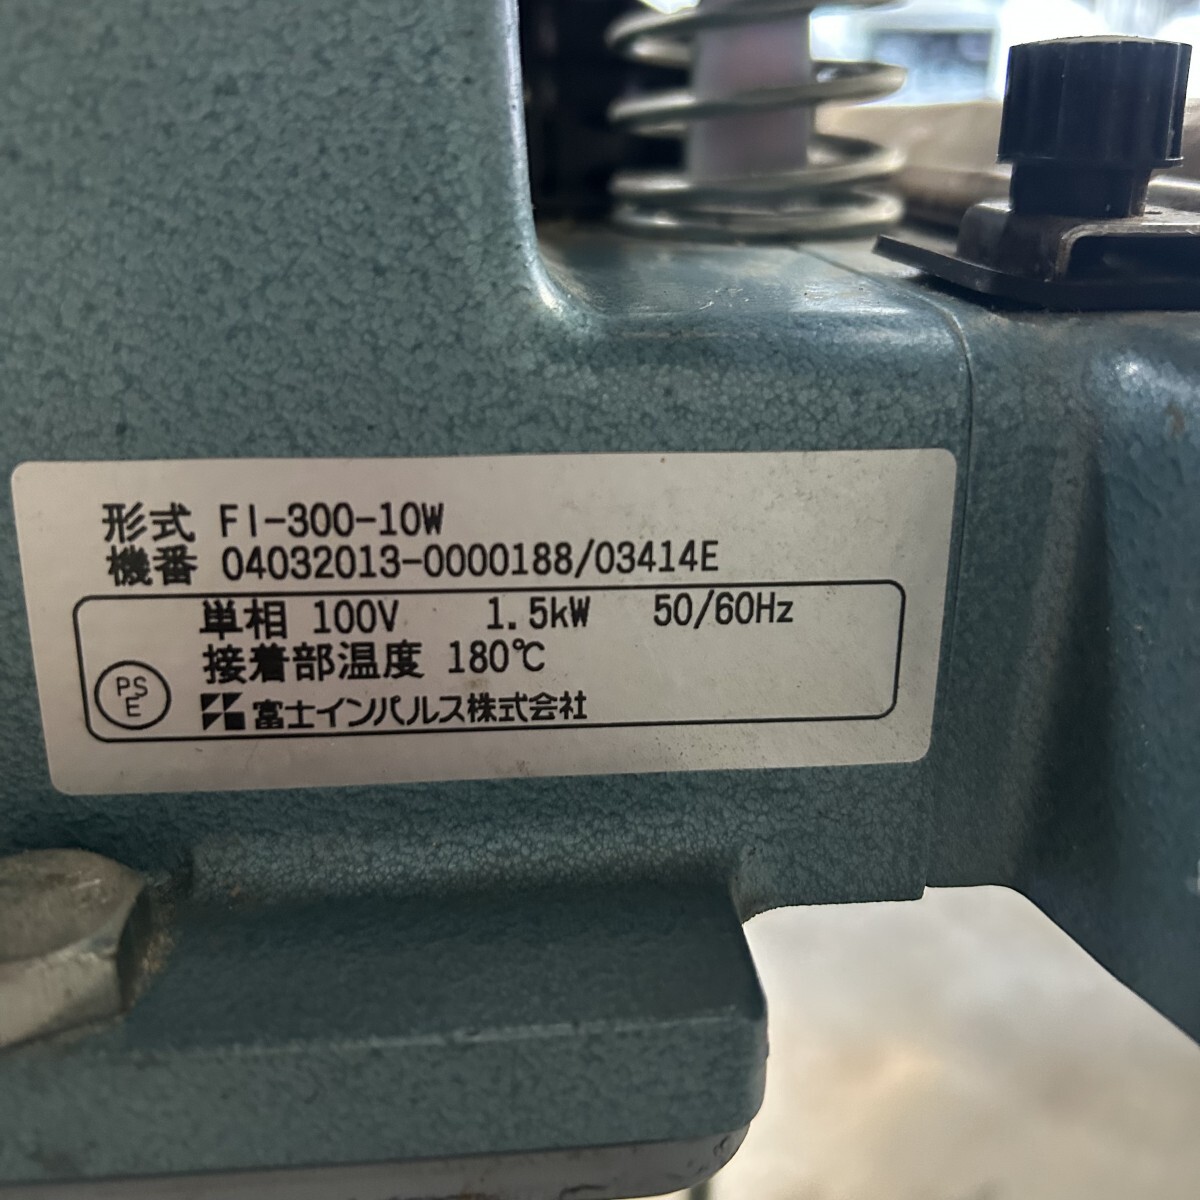 形式 FI-300-10W
機番 04032013-0000188/03414E
単相 100V 1.5kW 50/60Hz
接着部温度 180℃
PS
E
富士インパルス株式会社